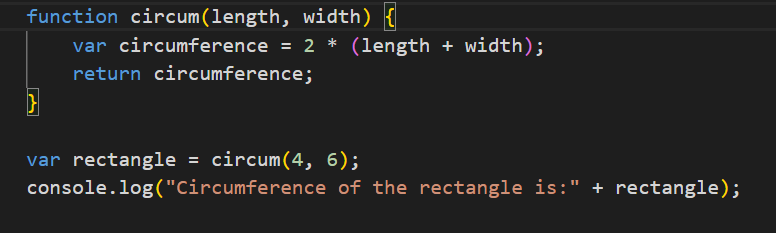 function circum(length, width) {
    var circumference = 2 * (length + width);
    return circumference;
}
var rectangle = circum(4, 6);
console.log("Circumference of the rectangle is:" + rectangle);